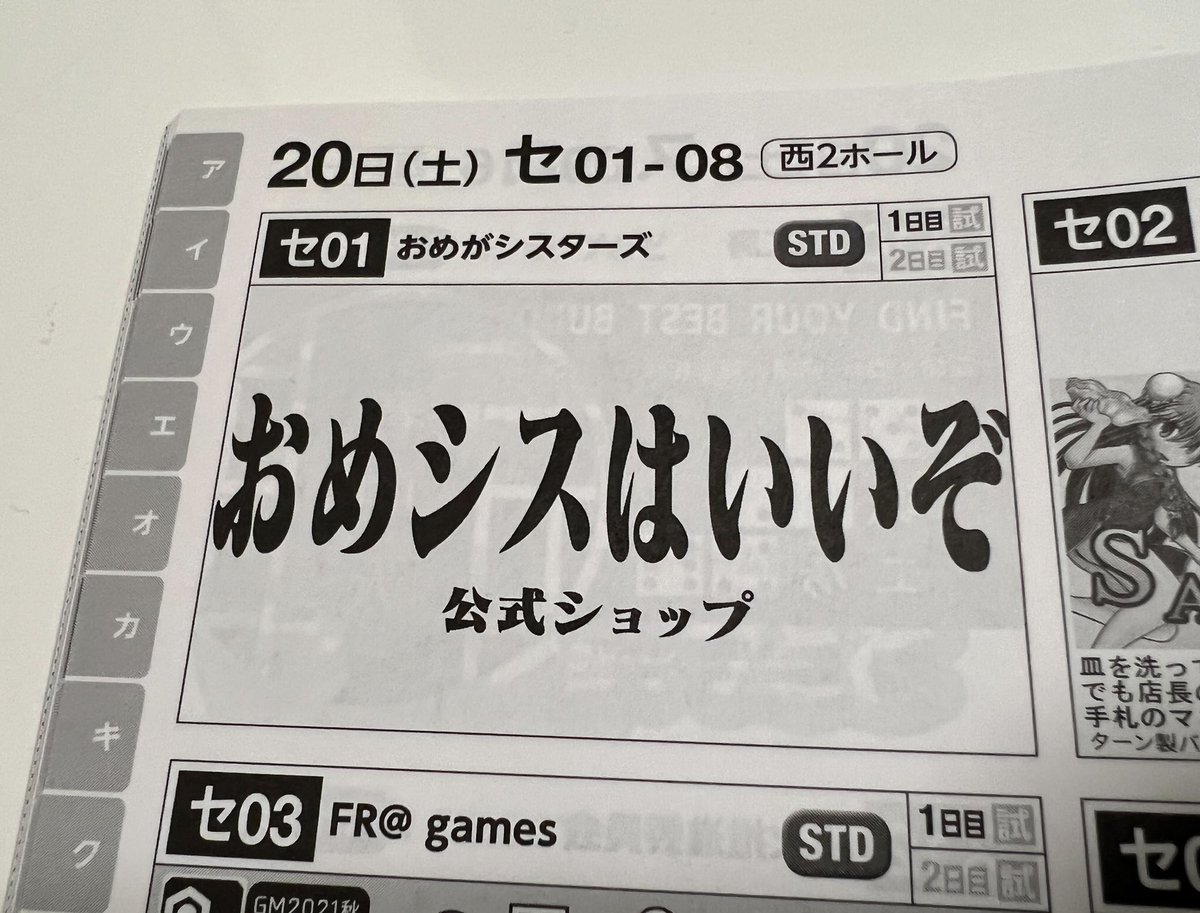 20日(土) セ01-08 西2ホール
ア
イ
ウ
エ
オ
カ
キ
ク
セ01 おめがシスターズ STD 1日目 試
2日目 試
おめシスはいいぞ
公式ショップ
セ02
皿を洗っ
でも店長
手札のマ
ターン製バ
セ03 FR@ games STD 1日目 試
2日目 試
GM2021秋